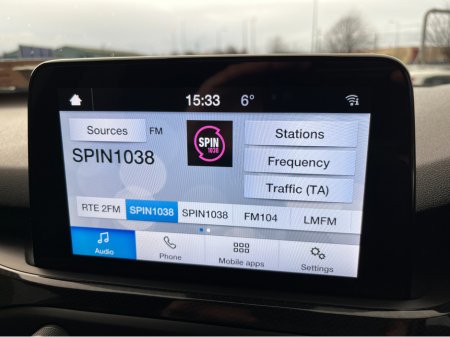 15:33 6°
Sources FM
SPIN
1038
Stations
SPIN1038
Frequency
Traffic (TA)
RTE 2FM SPIN1038 SPIN1038 FM104 LMFM
Audio Phone Mobile apps Settings